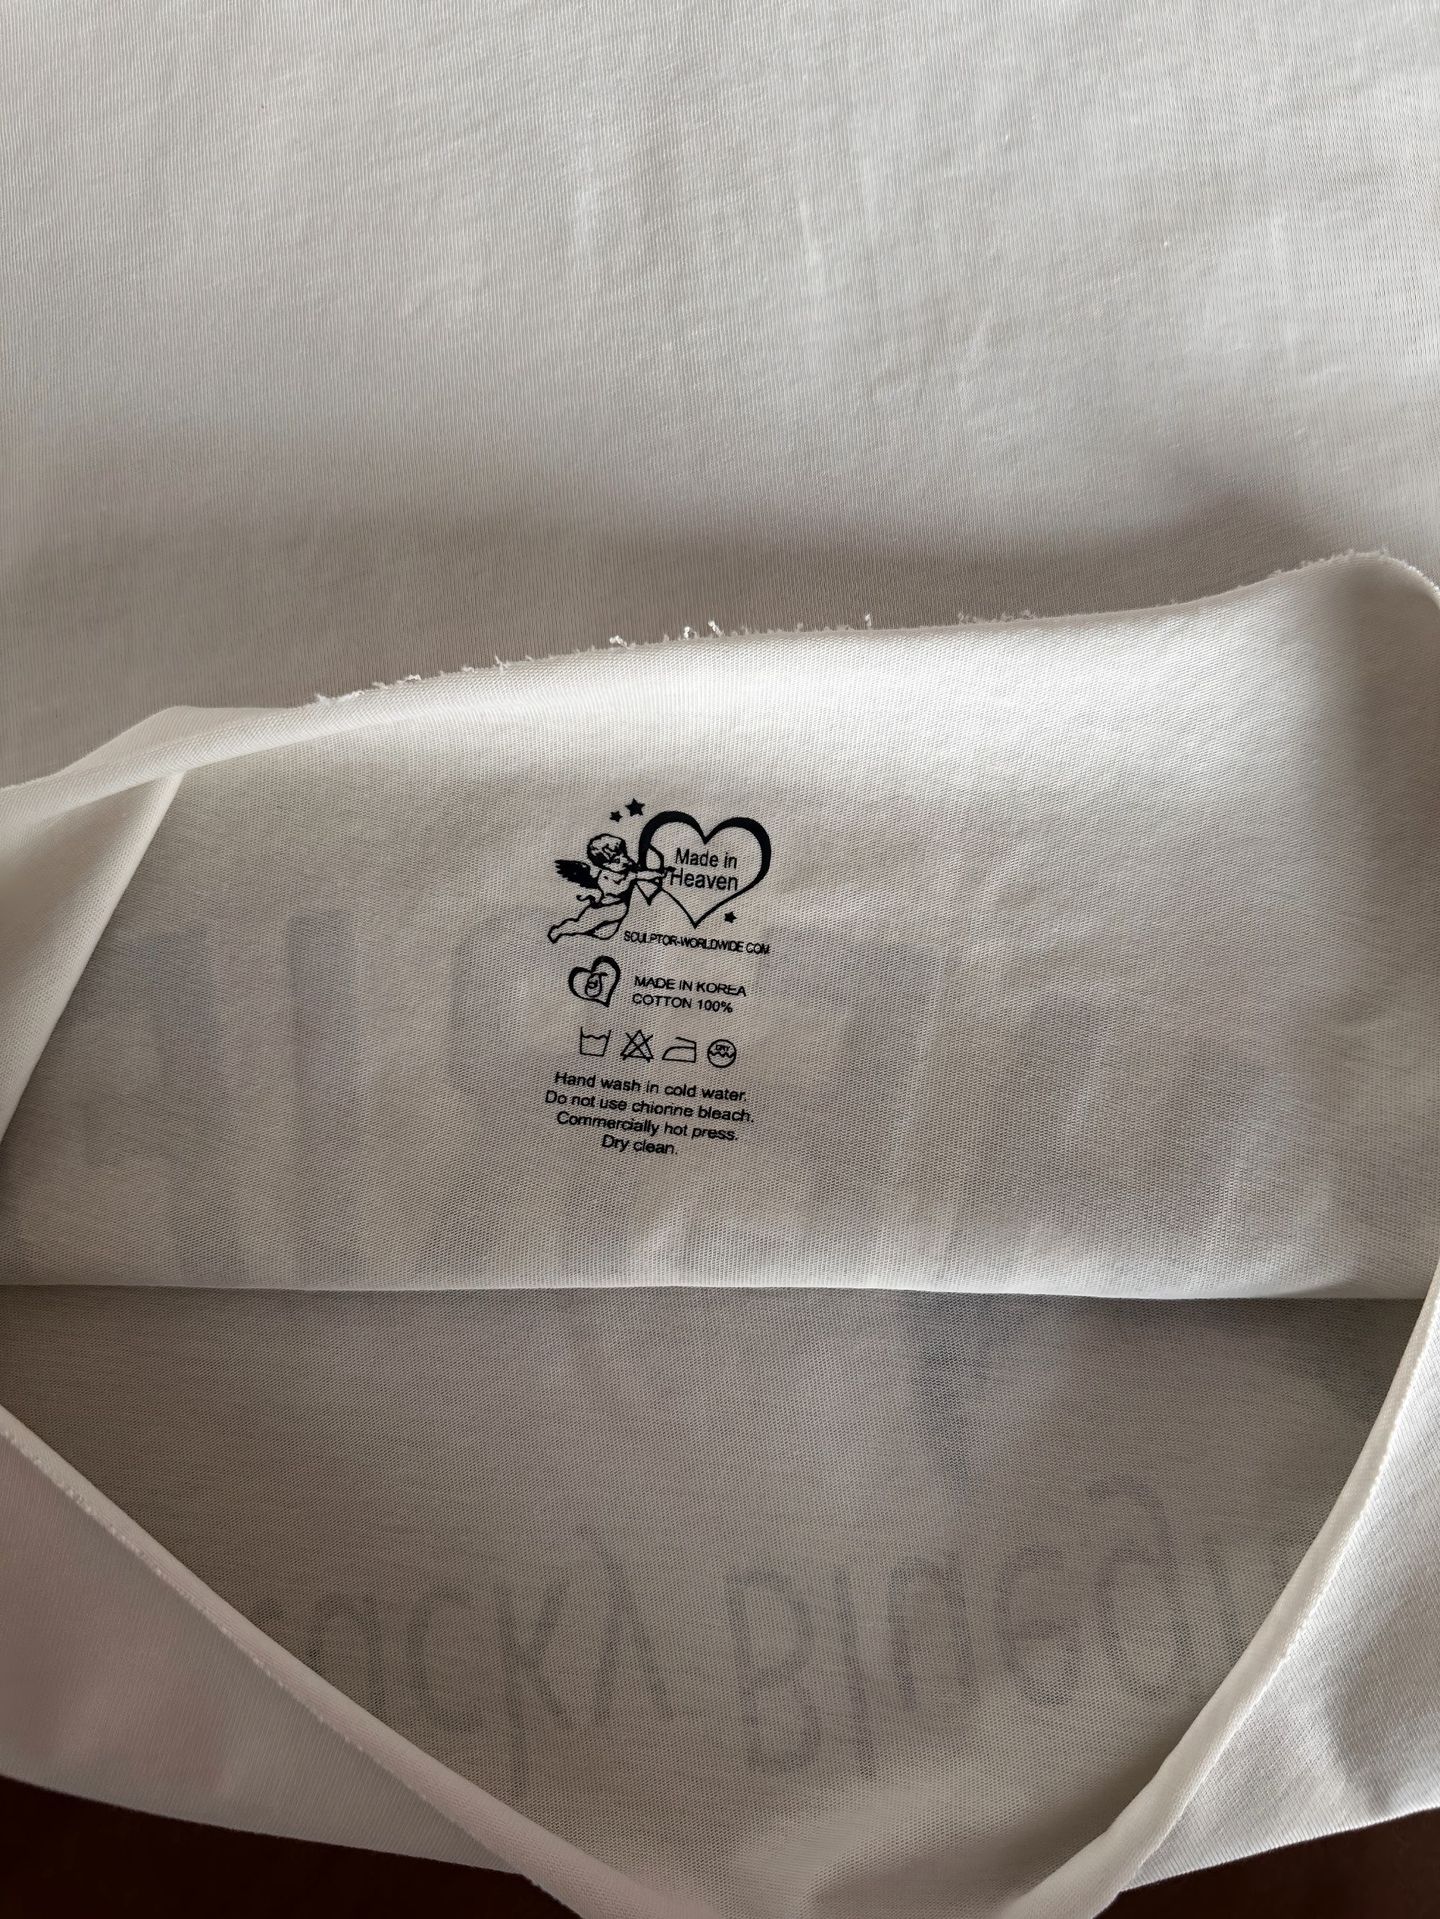 Made in
Heaven
SCULPTOR-WORLDWIDE.COM
MADE IN KOREA
COTTON 100%
DRY
Hand wash in cold water.
Do not use chionne bleach.
Commercially hot press.
Dry clean.